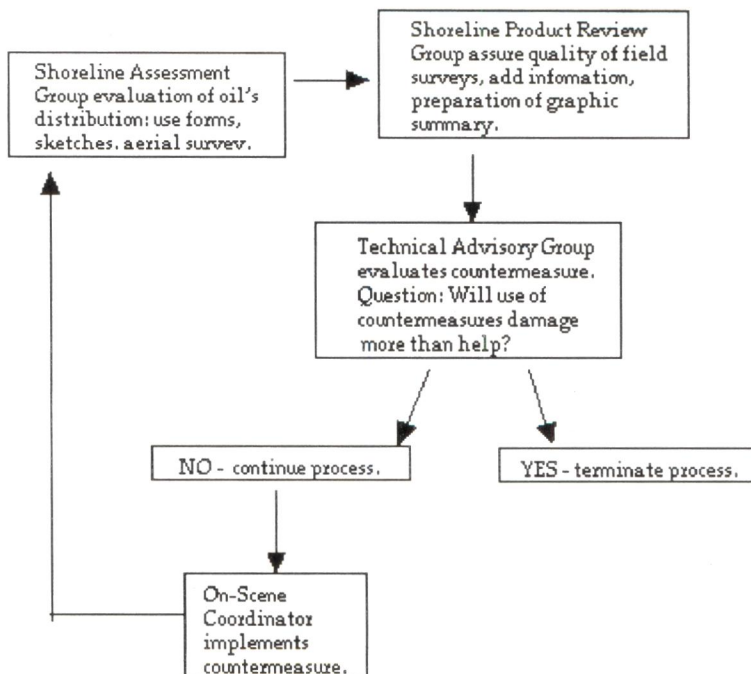 Shoreline Assessment
Group evaluation of oil's
distribution: use forms,
sketches. aerial survey.
Shoreline Product Review
Group assure quality of field
surveys, add infomation,
preparation of graphic
summary.
Technical Advisory Group
evaluates countermeasure.
Question: Will use of
countermeasures damage
more than help?
NO - continue process.
YES - terminate process.
On-Scene
Coordinator
implements
countermeasure.